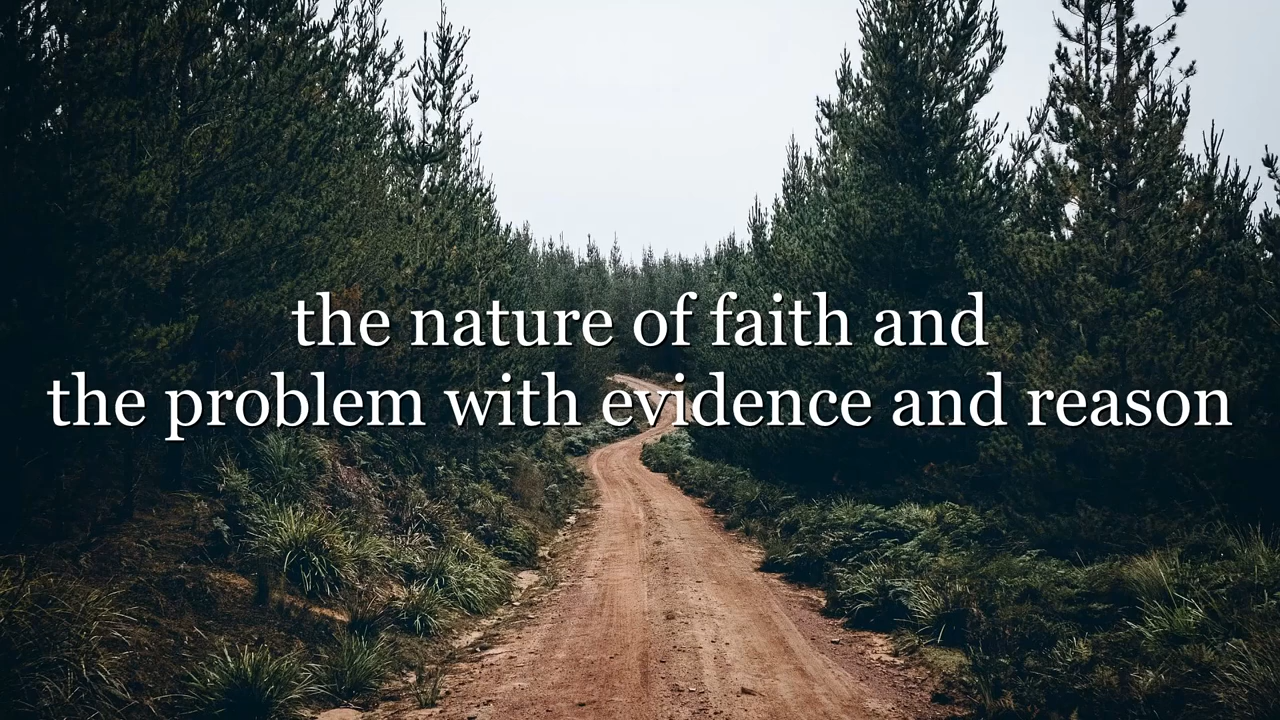 the nature of faith and
the problem with evidence and reason